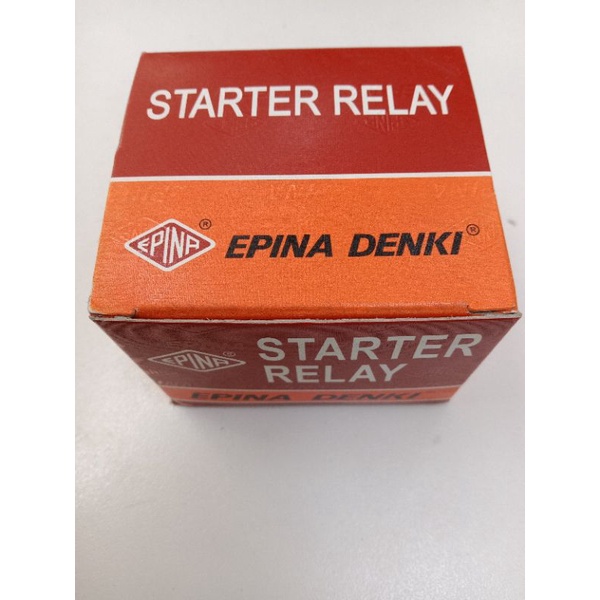 STARTER RELAY
EPINA ® EPINA DENKI ®
EPINA ® STARTER
RELAY
EPINA DENKI